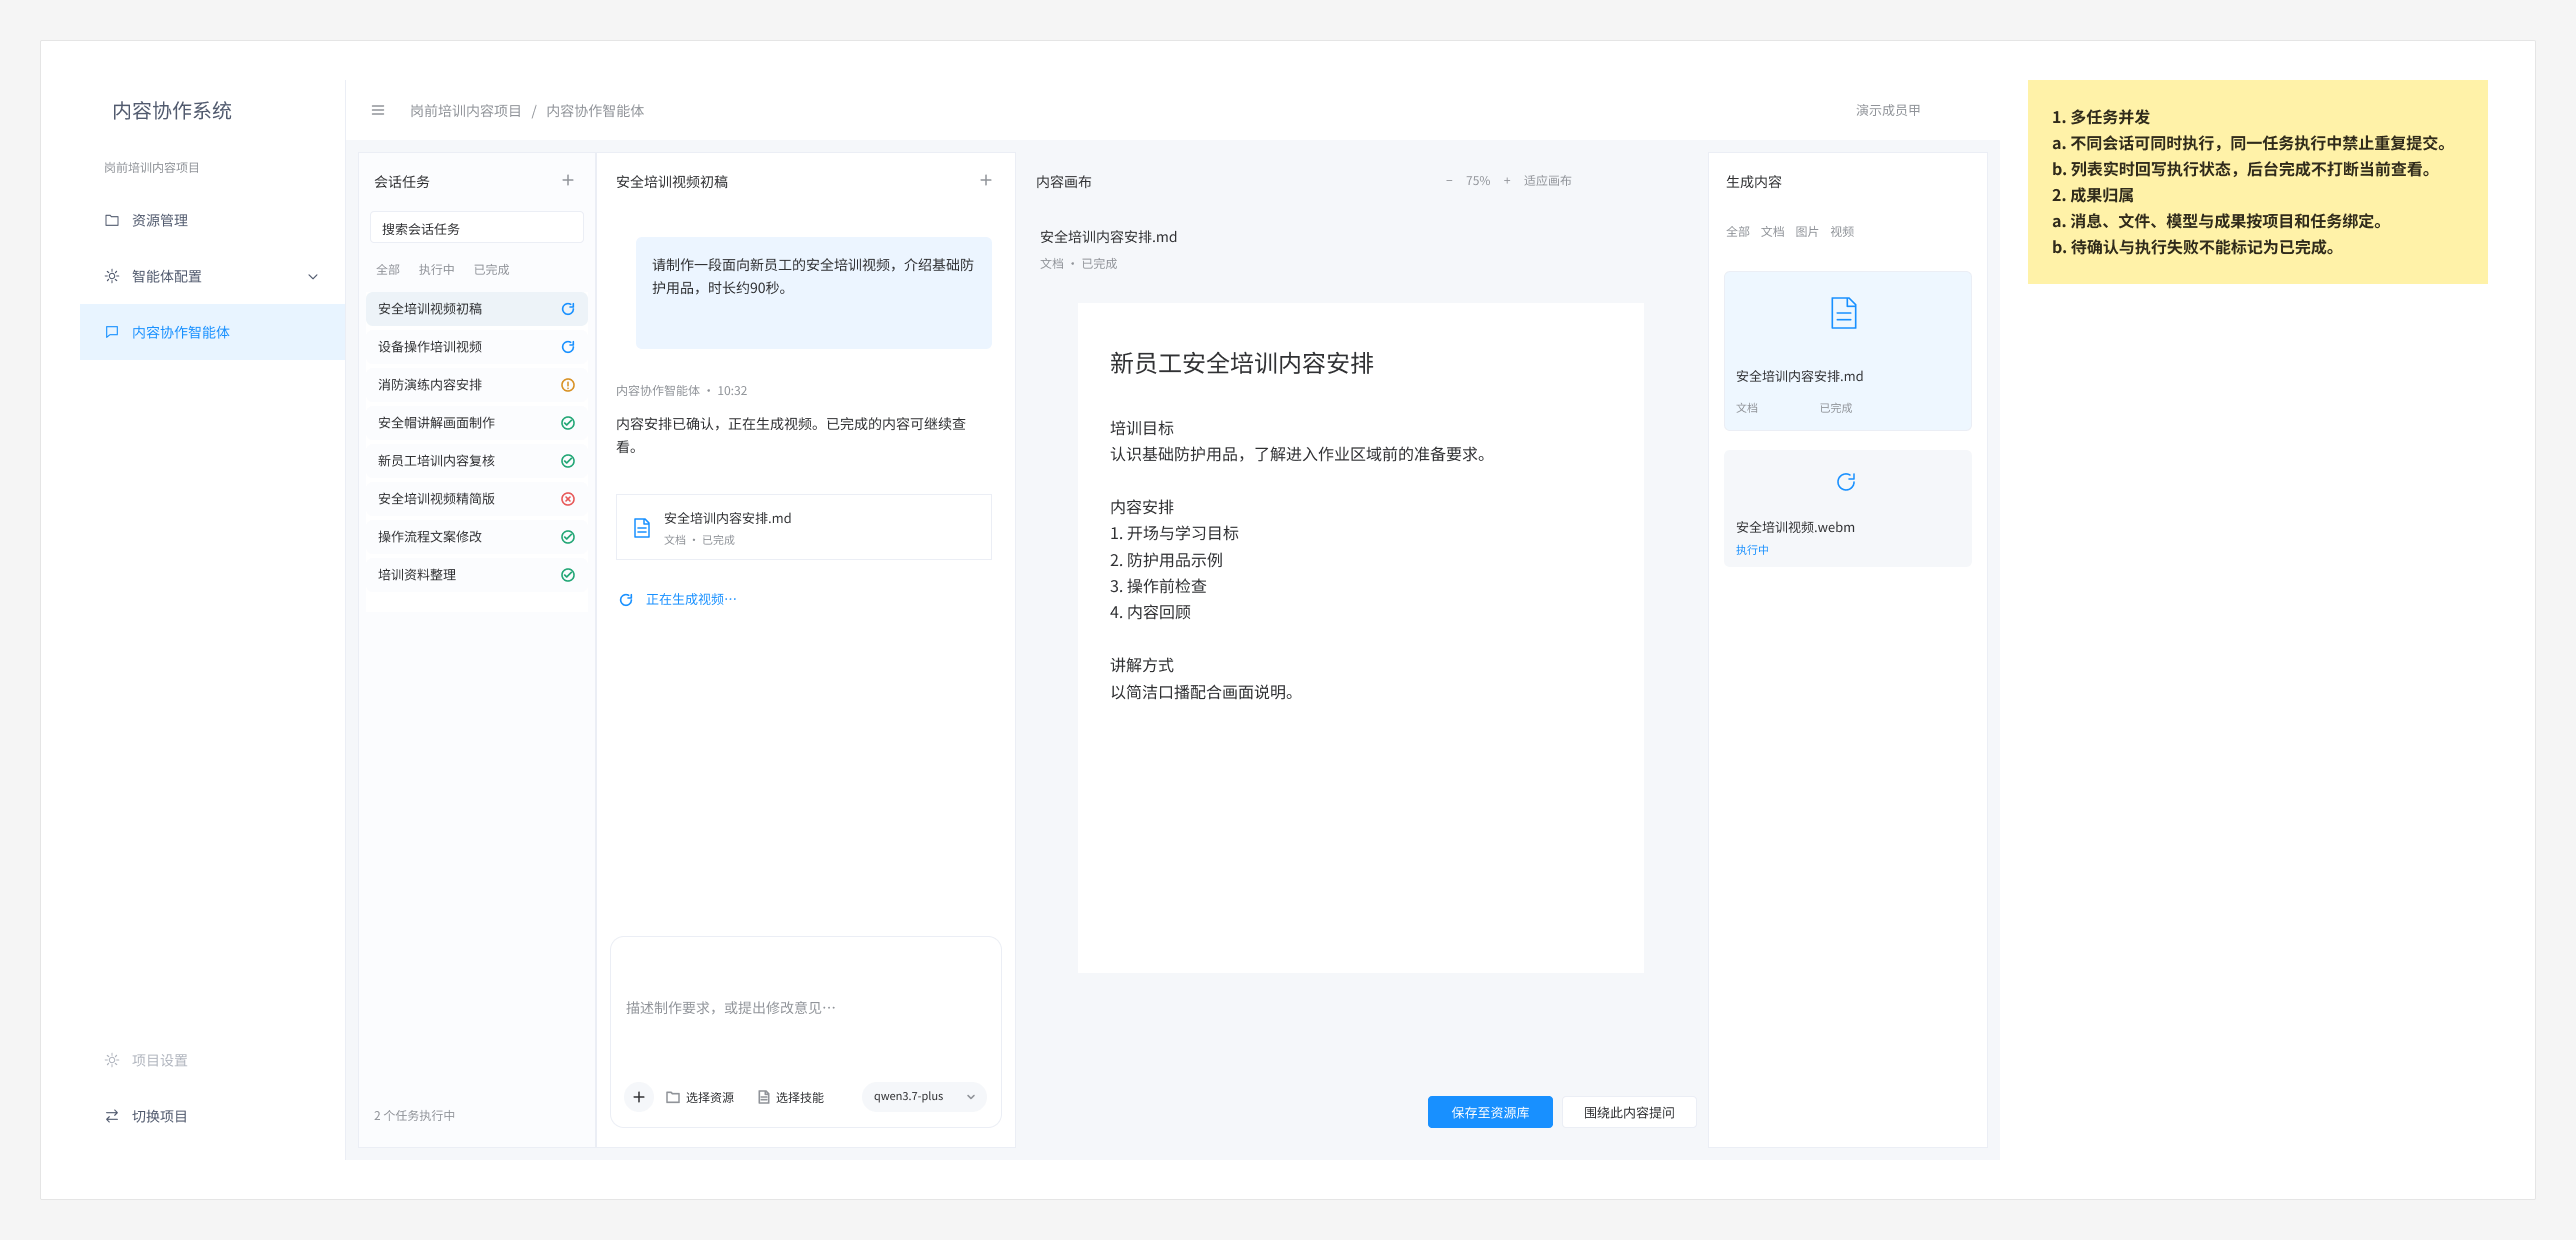 内容协作系统
岗前培训内容项目
资源管理
智能体配置
内容协作智能体
项目设置
切换项目
岗前培训内容项目 / 内容协作智能体
演示成员甲
会话任务
搜索会话任务
全部 执行中 已完成
安全培训视频初稿
设备操作培训视频
消防演练内容安排
安全帽讲解画面制作
新员工培训内容复核
安全培训视频精简版
操作流程文案修改
培训资料整理
2 个任务执行中
安全培训视频初稿
请制作一段面向新员工的安全培训视频，介绍基础防
护用品，时长约90秒。
内容协作智能体 · 10:32
内容安排已确认，正在生成视频。已完成的内容可继续查
看。
安全培训内容安排.md
文档 · 已完成
正在生成视频…
描述制作要求，或提出修改意见…
选择资源
选择技能
qwen3.7-plus
内容画布
− 75% + 适应画布
安全培训内容安排.md
文档 · 已完成
新员工安全培训内容安排
培训目标
认识基础防护用品，了解进入作业区域前的准备要求。
内容安排
1. 开场与学习目标
2. 防护用品示例
3. 操作前检查
4. 内容回顾
讲解方式
以简洁口播配合画面说明。
保存至资源库
围绕此内容提问
生成内容
全部 文档 图片 视频
安全培训内容安排.md
文档 已完成
安全培训视频.webm
执行中
1. 多任务并发
a. 不同会话可同时执行，同一任务执行中禁止重复提交。
b. 列表实时回写执行状态，后台完成不打断当前查看。
2. 成果归属
a. 消息、文件、模型与成果按项目和任务绑定。
b. 待确认与执行失败不能标记为已完成。